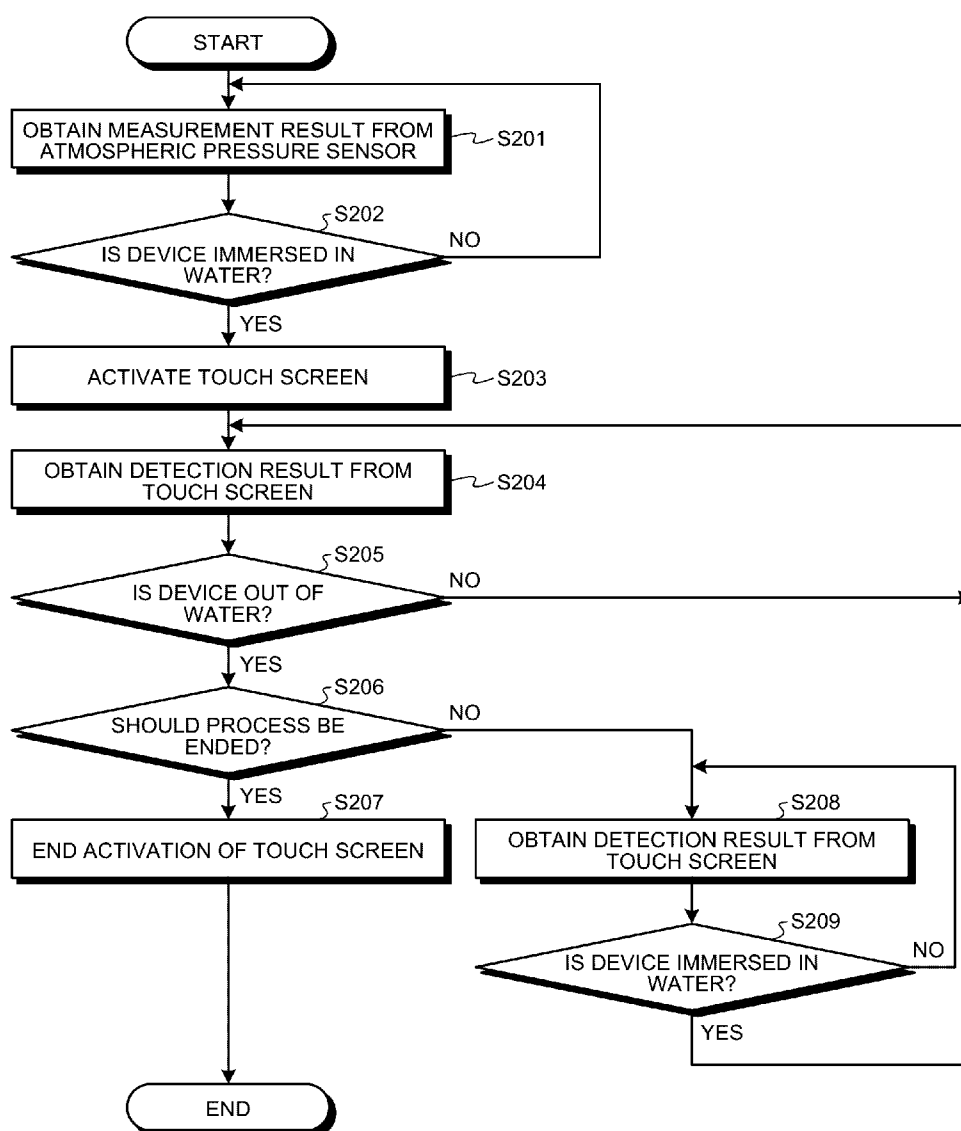 START
OBTAIN MEASUREMENT RESULT FROM
ATMOSPHERIC PRESSURE SENSOR
S201
S202
IS DEVICE IMMERSED IN
WATER?
NO
YES
ACTIVATE TOUCH SCREEN
S203
OBTAIN DETECTION RESULT FROM
TOUCH SCREEN
S204
S205
IS DEVICE OUT OF
WATER?
NO
YES
S206
SHOULD PROCESS BE
ENDED?
NO
YES
S207
END ACTIVATION OF TOUCH SCREEN
S208
OBTAIN DETECTION RESULT FROM
TOUCH SCREEN
S209
IS DEVICE IMMERSED IN
WATER?
NO
YES
END